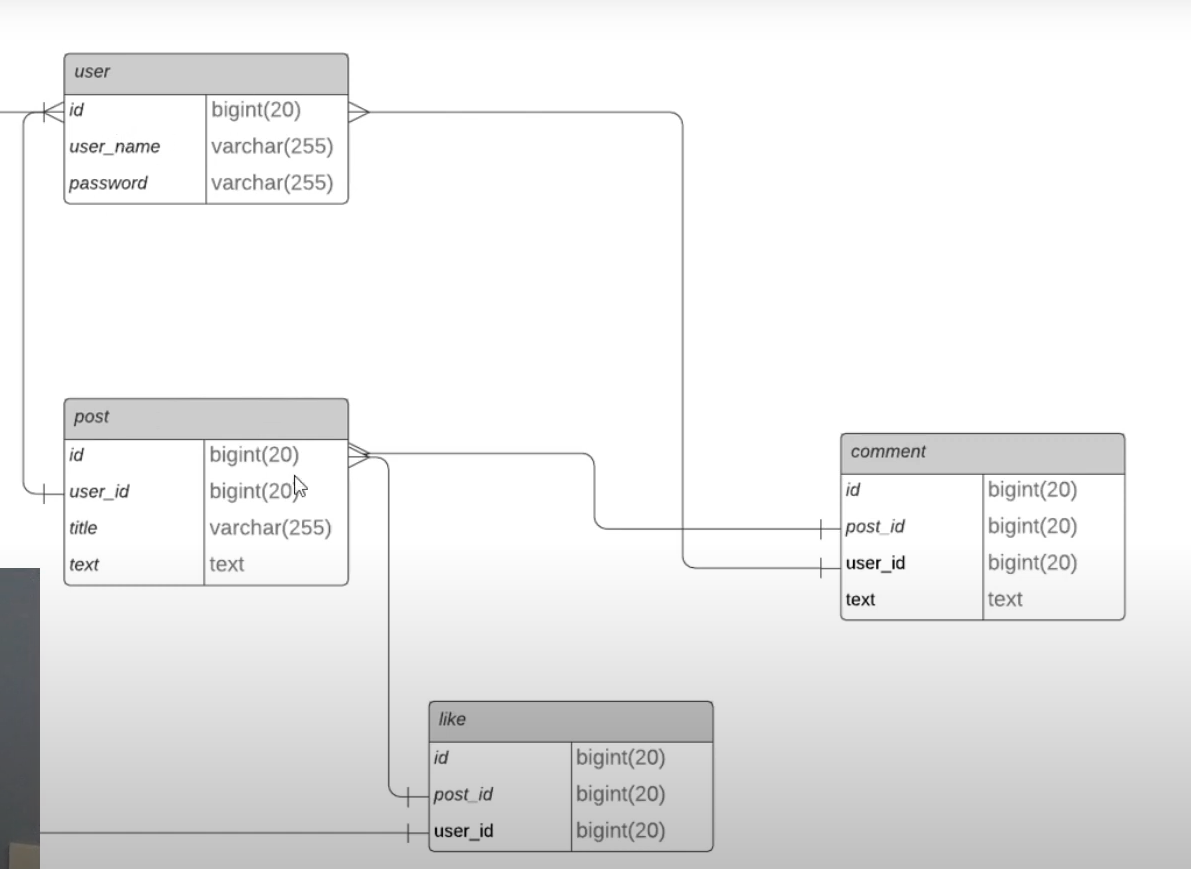 user
id bigint(20)
user_name varchar(255)
password varchar(255)
post
id bigint(20)
user_id bigint(20)
title varchar(255)
text text
comment
id bigint(20)
post_id bigint(20)
user_id bigint(20)
text text
like
id bigint(20)
post_id bigint(20)
user_id bigint(20)